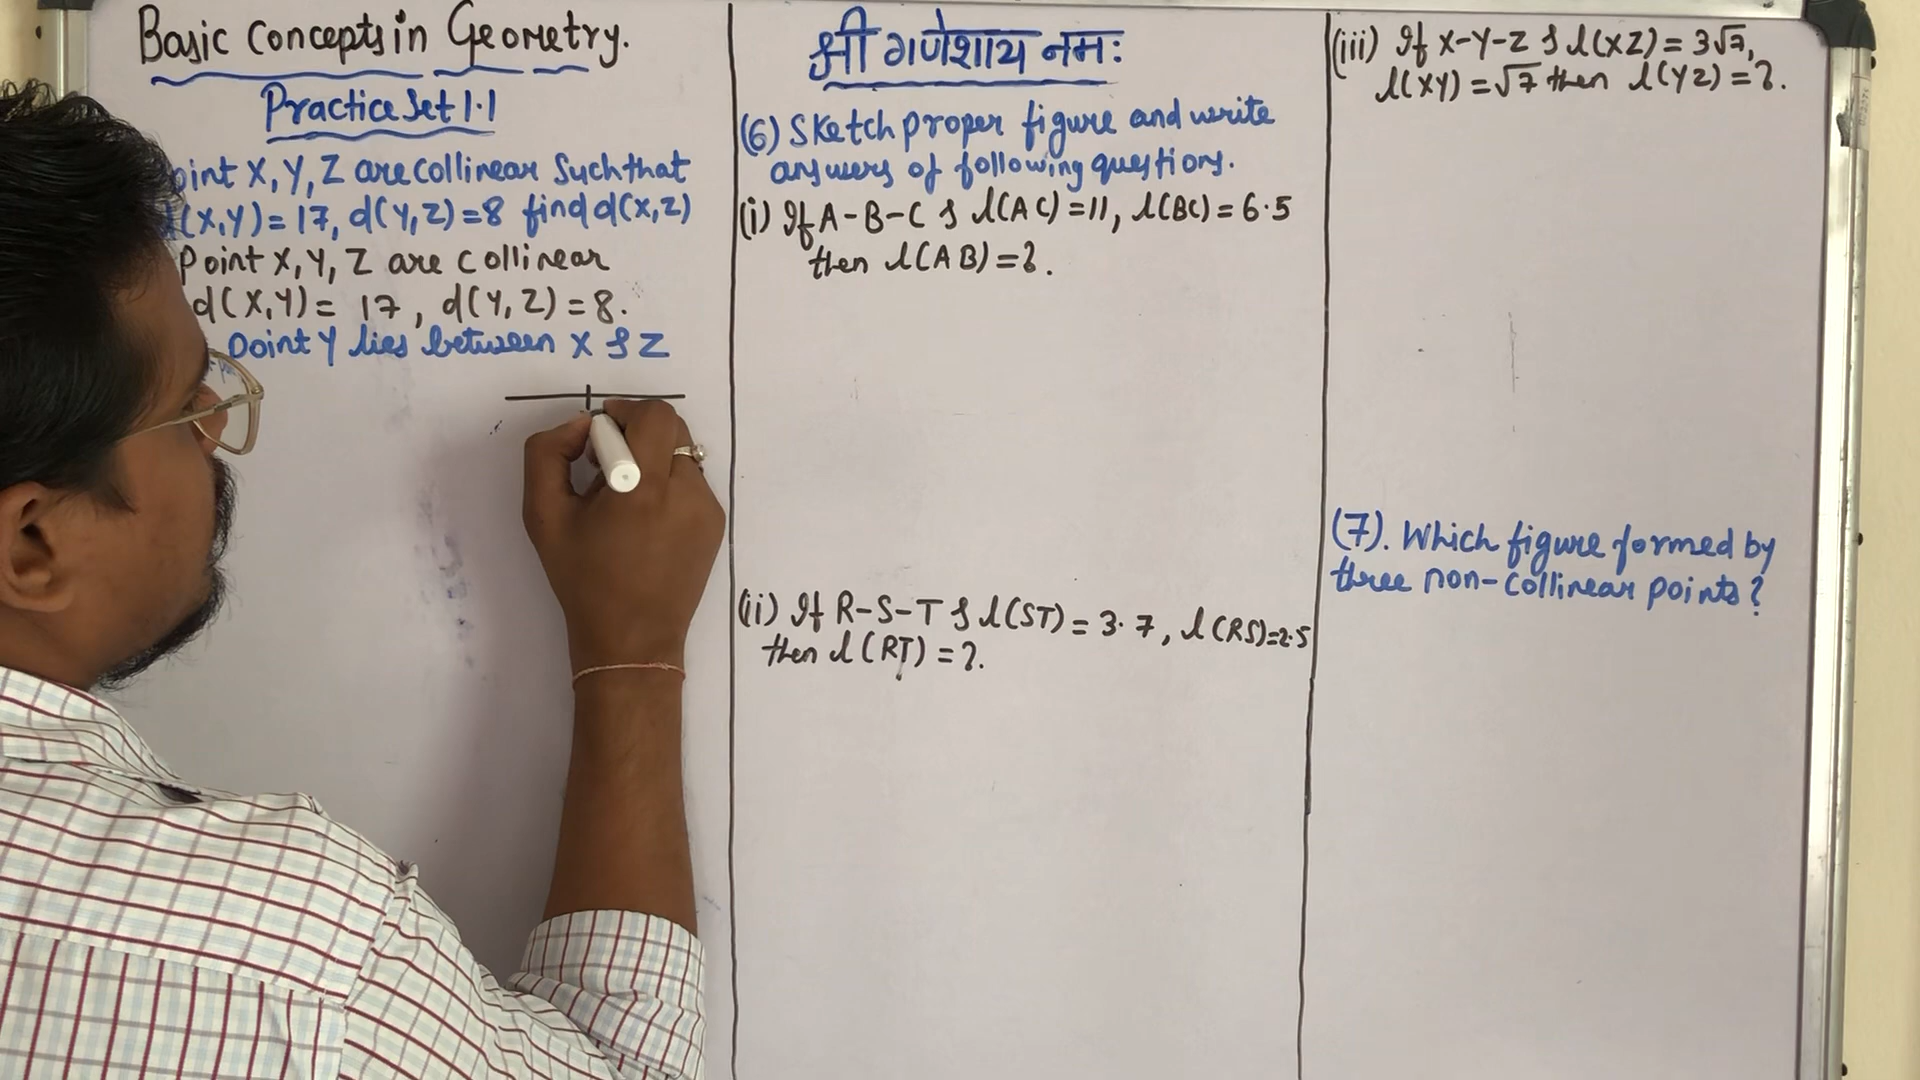 Basic Concepts in Geometry.
Practice Set 1.1
oint X, Y, Z are collinear Such that
(X,Y)= 17, d(Y,Z)=8 find d(X,Z)
Point X, Y, Z are collinear
d(X,Y)= 17, d(Y,Z)=8.
Point Y lies between X & Z
श्री गणेशाय नमः
(6) Sketch proper figure and write
answers of following questions.
(i) If A-B-C & l(AC)=11, l(BC)=6.5
then l(AB)=?.
(ii) If R-S-T & l(ST)=3.7, l(RS)=2.5
then l(RT)=?.
(iii) If X-Y-Z & l(XZ)=3√7,
l(XY)=√7 then l(YZ)=?.
(7). Which figure formed by
three non-collinear points?